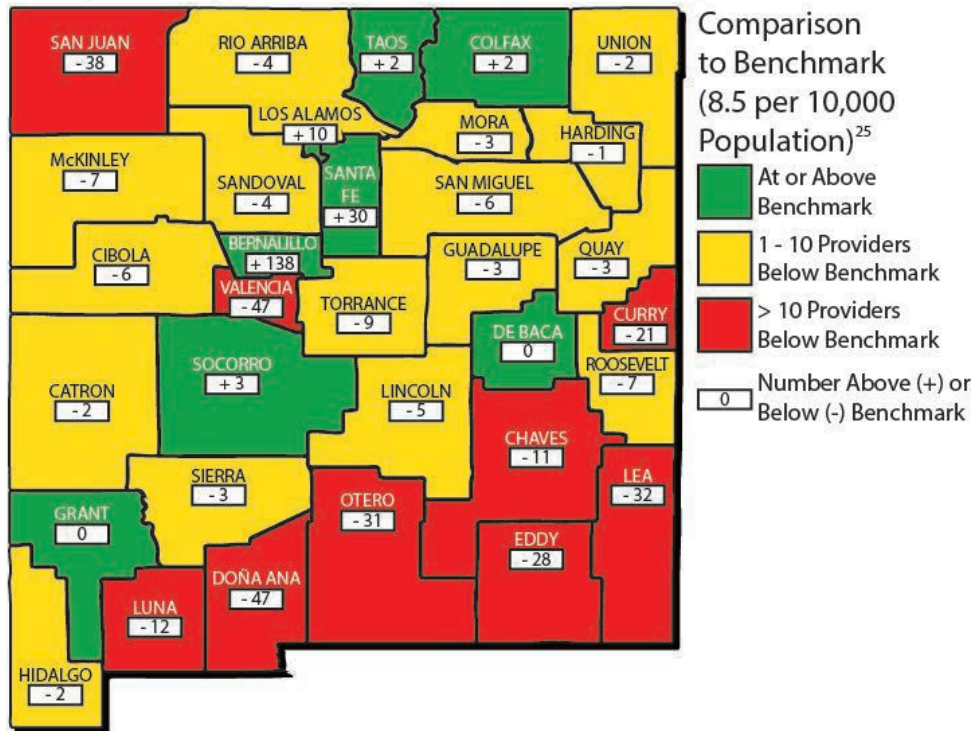 SAN JUAN
- 38
RIO ARRIBA
- 4
TAOS
+ 2
COLFAX
+ 2
UNION
- 2
LOS ALAMOS
+ 10
MORA
- 3
HARDING
- 1
McKINLEY
- 7
SANDOVAL
- 4
SANTA
FE
+ 30
SAN MIGUEL
- 6
CIBOLA
- 6
BERNALILLO
+ 138
VALENCIA
- 47
TORRANCE
- 9
GUADALUPE
- 3
QUAY
- 3
CURRY
- 21
DE BACA
0
ROOSEVELT
- 7
CATRON
- 2
SOCORRO
+ 3
LINCOLN
- 5
CHAVES
- 11
LEA
- 32
SIERRA
- 3
OTERO
- 31
EDDY
- 28
GRANT
0
LUNA
- 12
DOÑA ANA
- 47
HIDALGO
- 2
Comparison
to Benchmark
(8.5 per 10,000
Population)25
At or Above
Benchmark
1 - 10 Providers
Below Benchmark
> 10 Providers
Below Benchmark
0
Number Above (+) or
Below (-) Benchmark